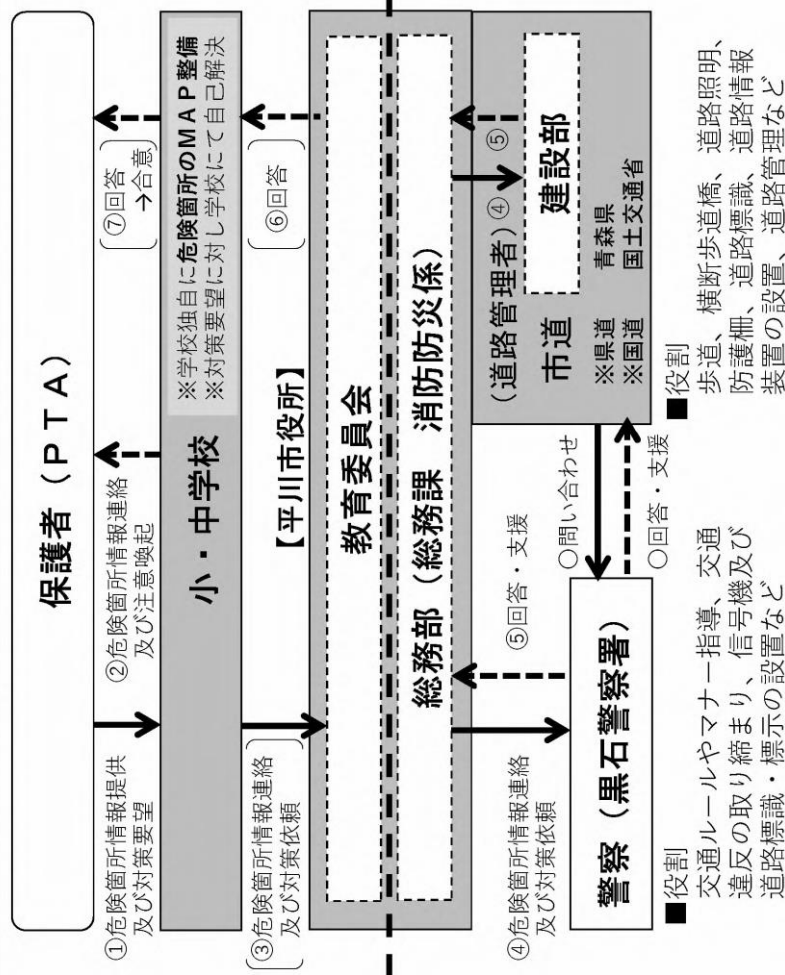 保護者（PTA）
①危険箇所情報提供
及び対策要望
②危険箇所情報連絡
及び注意喚起
⑦回答
→合意
小・中学校
※学校独自に危険箇所のMAP整備
※対策要望に対し学校にて自己解決
③危険箇所情報連絡
及び対策依頼
【平川市役所】
⑥回答
教育委員会
総務部（総務課　消防防災係）
④危険箇所情報連絡
及び対策依頼
⑤回答・支援
（道路管理者）④
⑤
市道
建設部
※県道　青森県
※国道　国土交通省
○問い合わせ
○回答・支援
警察（黒石警察署）
■役割
交通ルールやマナー指導、交通
違反の取り締まり、信号機及び
道路標識・標示の設置など
■役割
歩道、横断歩道橋、道路照明、
防護柵、道路標識、道路情報
装置の設置、道路管理など